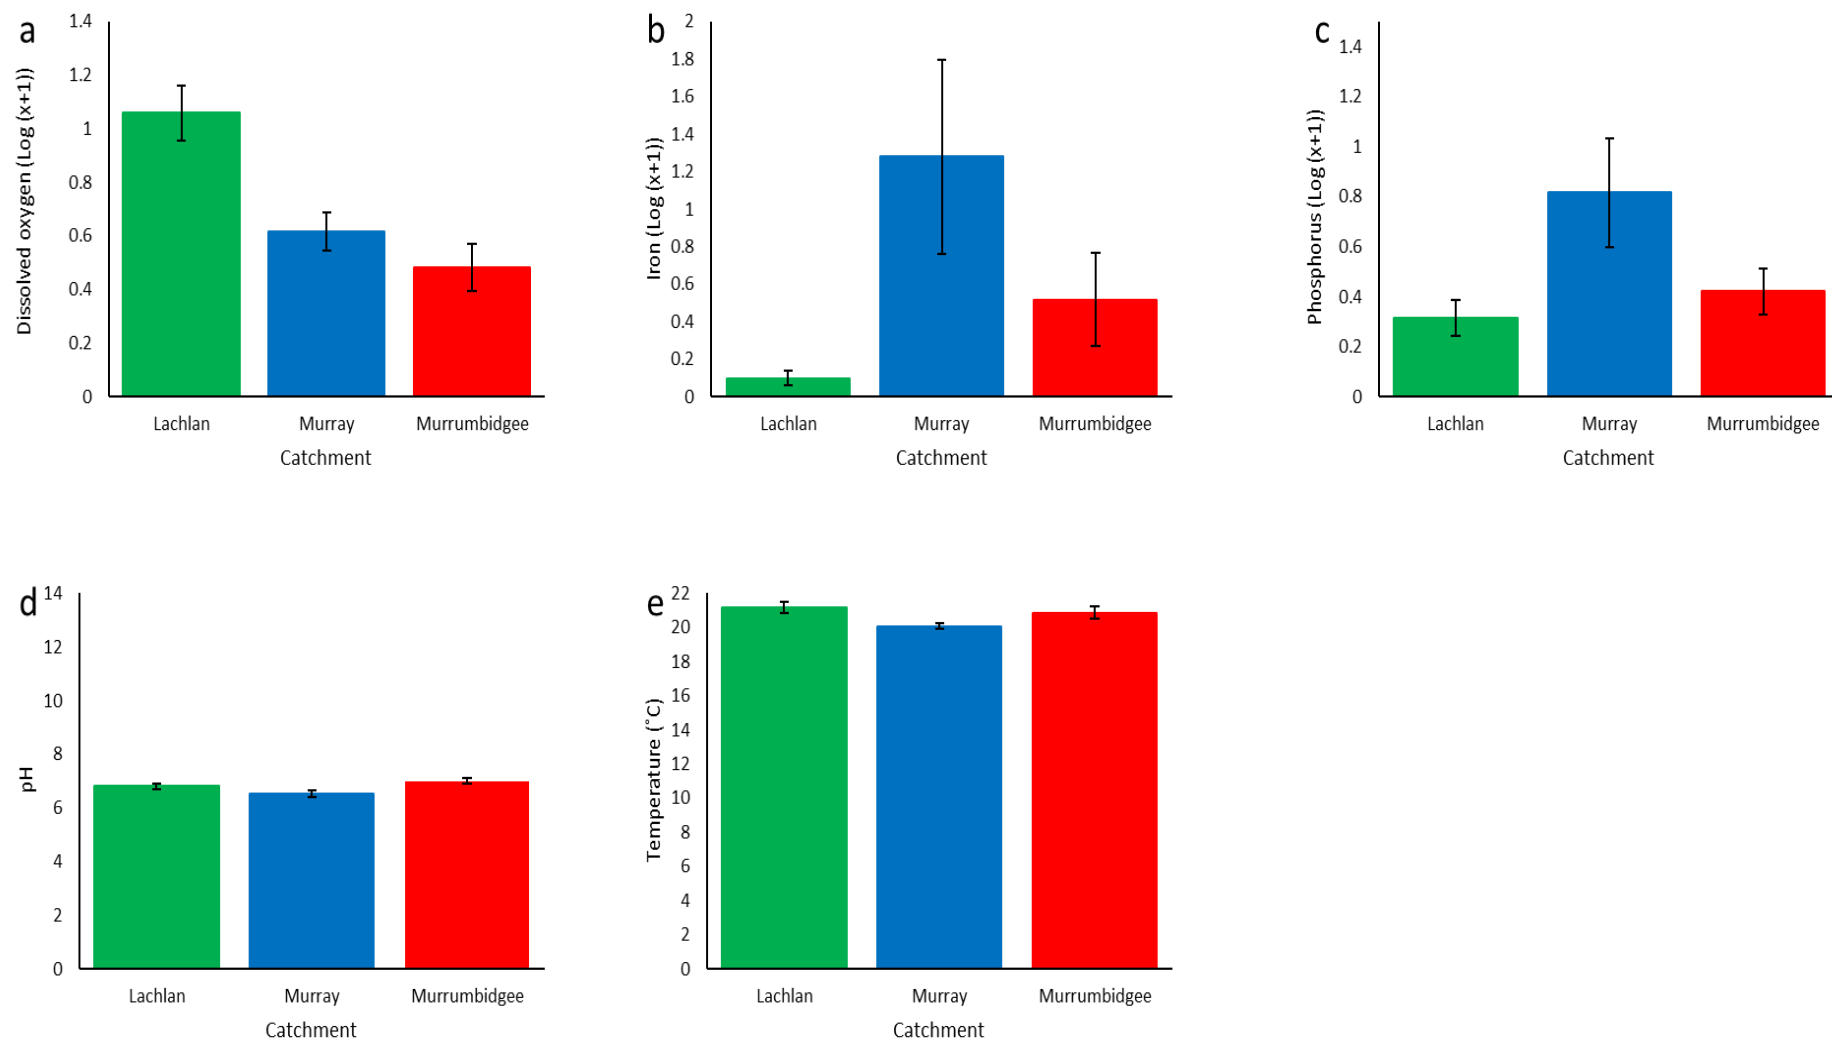 a
Dissolved oxygen (Log (x+1))
1.4
1.2
1
0.8
0.6
0.4
0.2
0
Lachlan Murray Murrumbidgee
Catchment
b
Iron (Log (x+1))
2
1.8
1.6
1.4
1.2
1
0.8
0.6
0.4
0.2
0
Lachlan Murray Murrumbidgee
Catchment
c
Phosphorus (Log (x+1))
1.4
1.2
1
0.8
0.6
0.4
0.2
0
Lachlan Murray Murrumbidgee
Catchment
d
pH
14
12
10
8
6
4
2
0
Lachlan Murray Murrumbidgee
Catchment
e
Temperature (˚C)
22
20
18
16
14
12
10
8
6
4
2
0
Lachlan Murray Murrumbidgee
Catchment